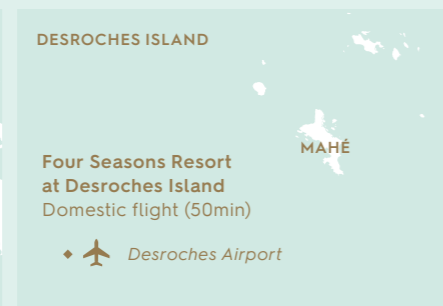 DESROCHES ISLAND
MAHÉ
Four Seasons Resort
at Desroches Island
Domestic flight (50min)
Desroches Airport